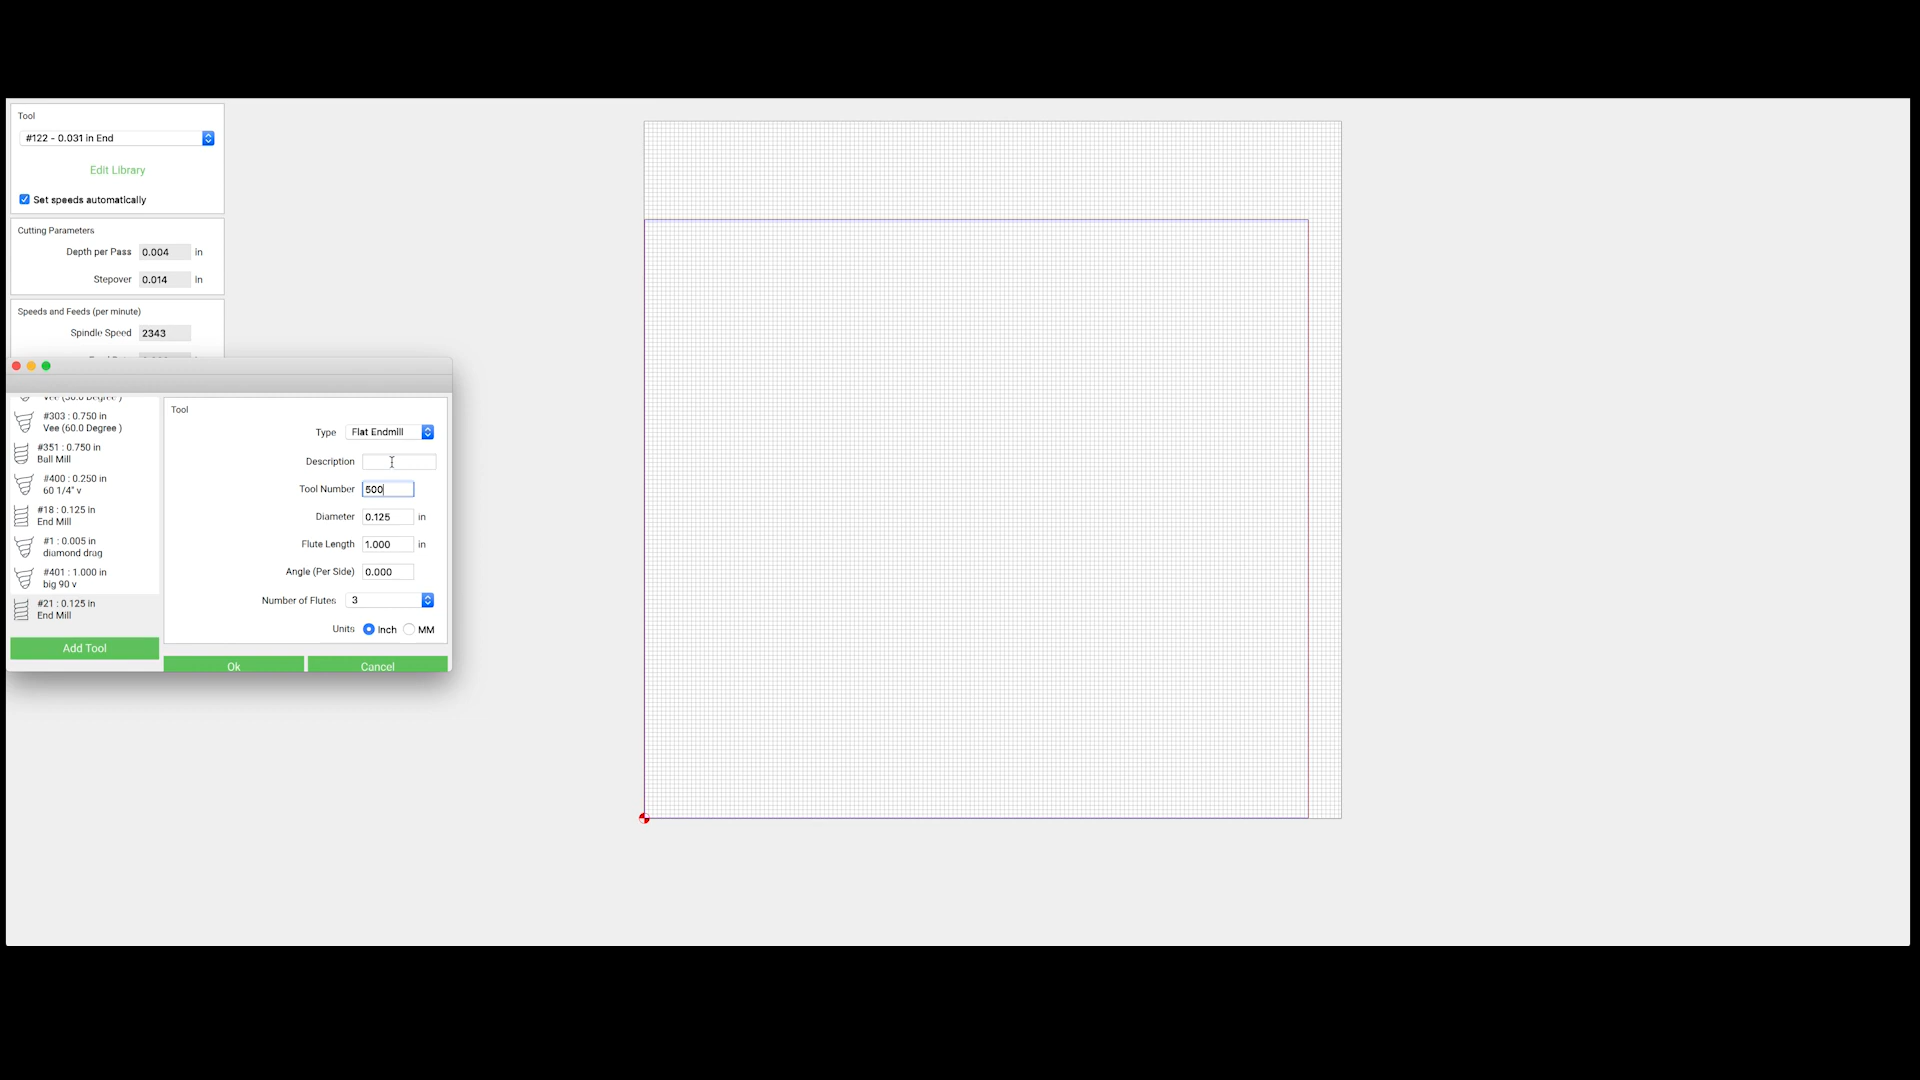 Tool
#122 - 0.031 in End
Edit Library
Set speeds automatically
Cutting Parameters
Depth per Pass 0.004 in
Stepover 0.014 in
Speeds and Feeds (per minute)
Spindle Speed 2343
#303 : 0.750 in
Vee (60.0 Degree )
#351 : 0.750 in
Ball Mill
#400 : 0.250 in
60 1/4" v
#18 : 0.125 in
End Mill
#1 : 0.005 in
diamond drag
#401 : 1.000 in
big 90 v
#21 : 0.125 in
End Mill
Add Tool
Tool
Type Flat Endmill
Description
Tool Number 500
Diameter 0.125 in
Flute Length 1.000 in
Angle (Per Side) 0.000
Number of Flutes 3
Units Inch MM
Ok Cancel